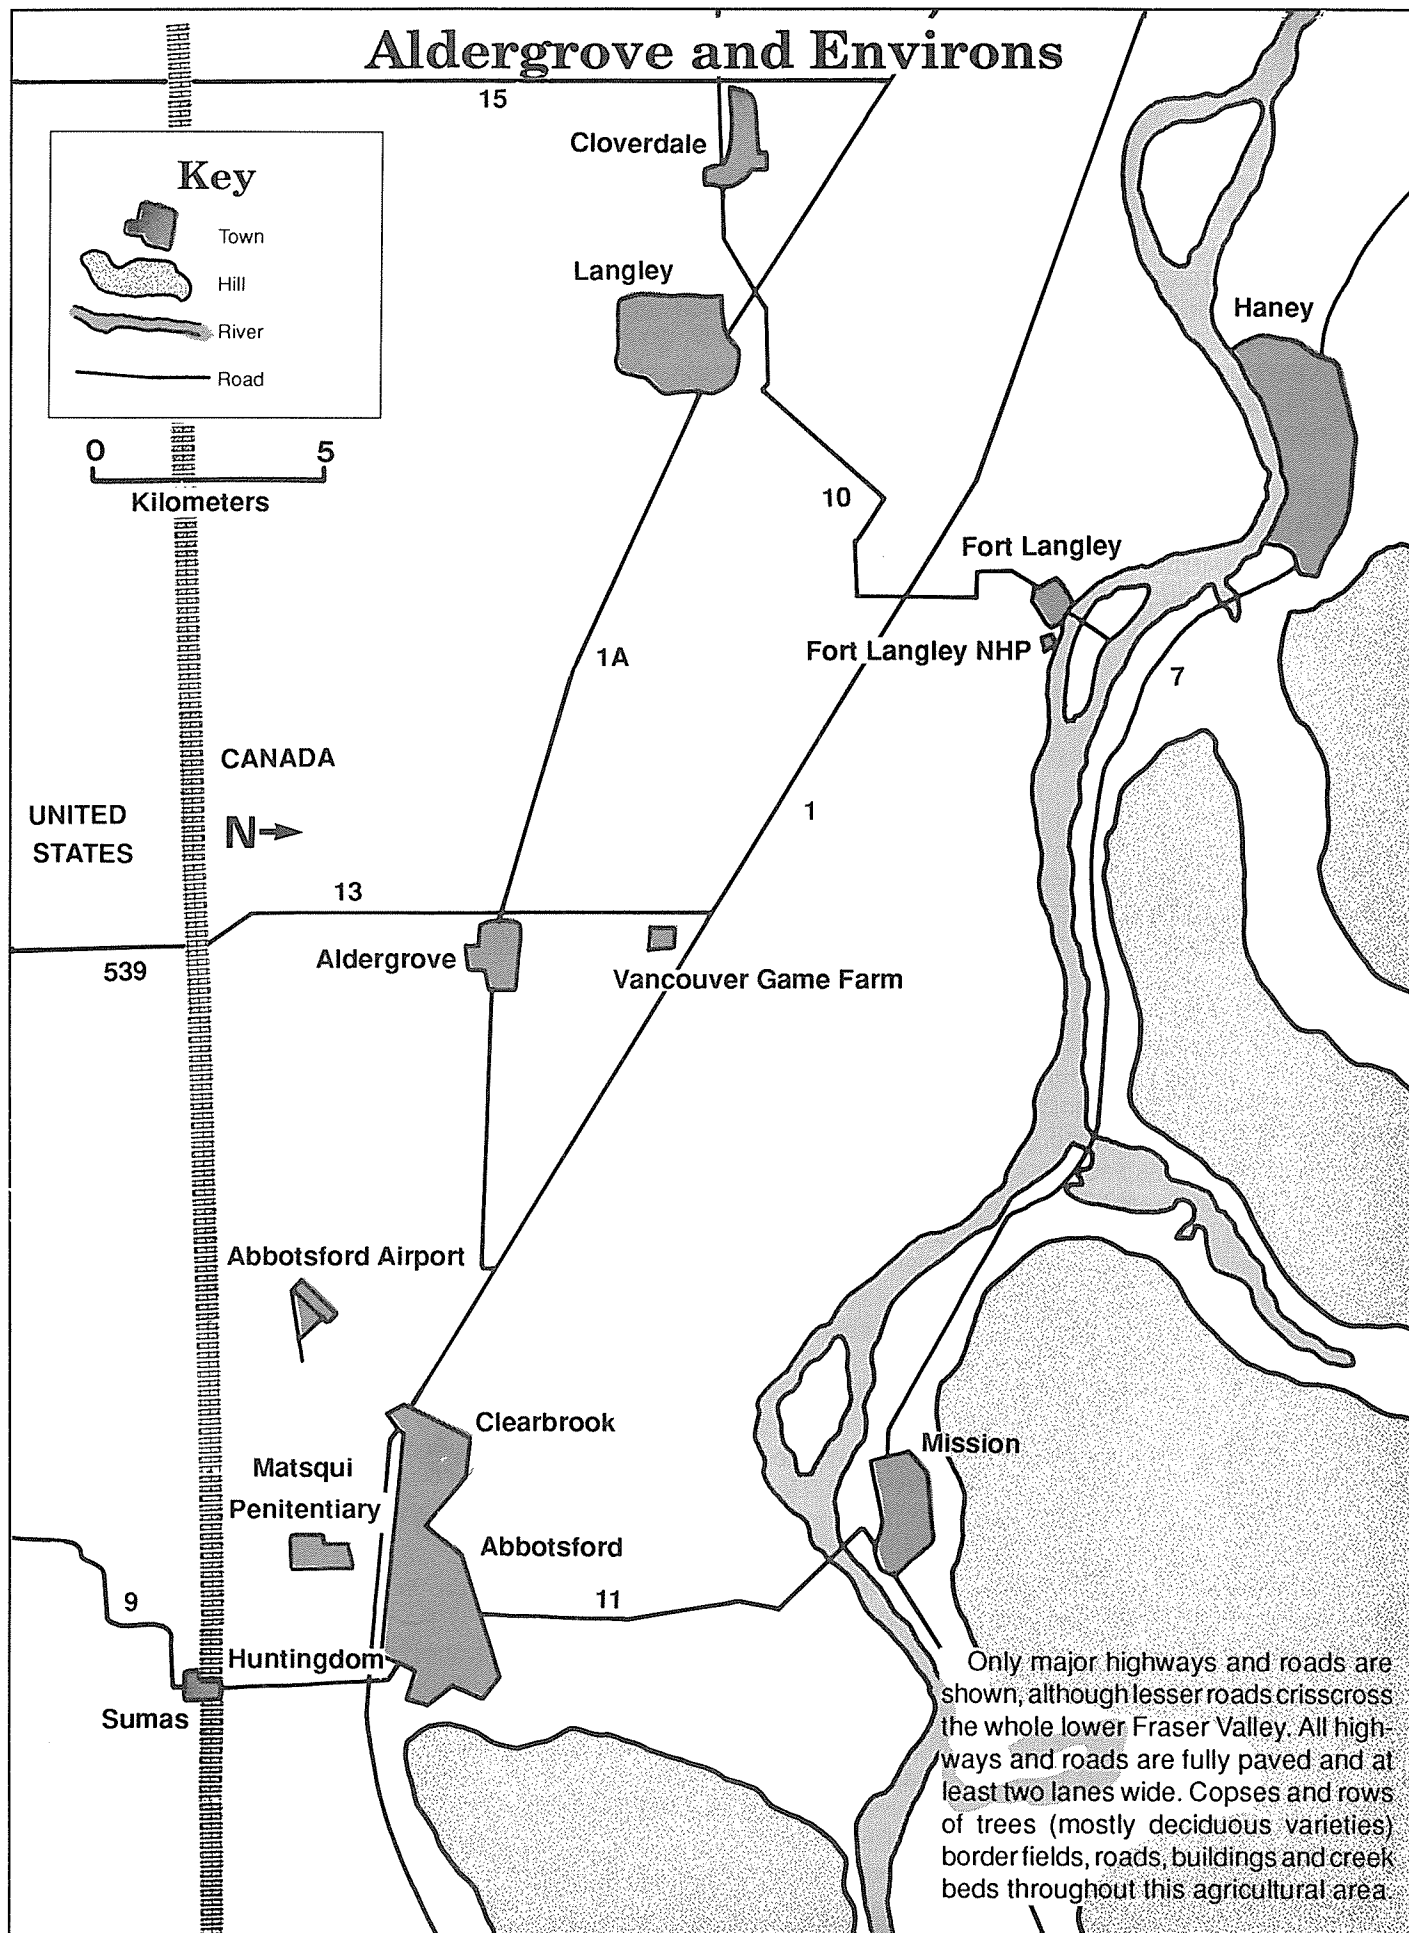 Aldergrove and Environs
15
Cloverdale
Key
Town
Hill
River
Road
Langley
Haney
0 5
Kilometers
10
Fort Langley
Fort Langley NHP
1A
7
CANADA
UNITED
STATES
N
1
13
Aldergrove
539
Vancouver Game Farm
Abbotsford Airport
Clearbrook
Mission
Matsqui
Penitentiary
Abbotsford
9
11
Huntingdom
Sumas
Only major highways and roads are
shown, although lesser roads crisscross
the whole lower Fraser Valley. All high-
ways and roads are fully paved and at
least two lanes wide. Copses and rows
of trees (mostly deciduous varieties)
border fields, roads, buildings and creek
beds throughout this agricultural area.